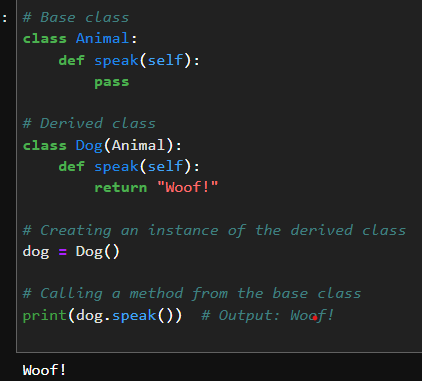 :
# Base class
class Animal:
    def speak(self):
        pass

# Derived class
class Dog(Animal):
    def speak(self):
        return "Woof!"

# Creating an instance of the derived class
dog = Dog()

# Calling a method from the base class
print(dog.speak())  # Output: Woof!

Woof!